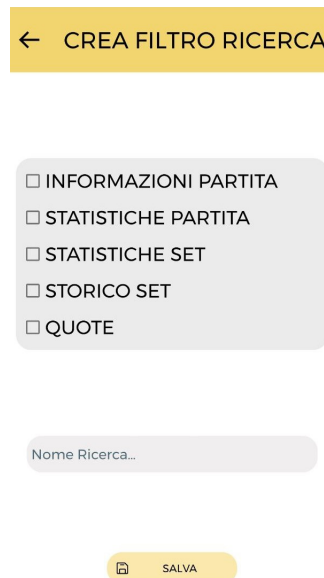 CREA FILTRO RICERCA
INFORMAZIONI PARTITA
STATISTICHE PARTITA
STATISTICHE SET
STORICO SET
QUOTE
Nome Ricerca...
SALVA